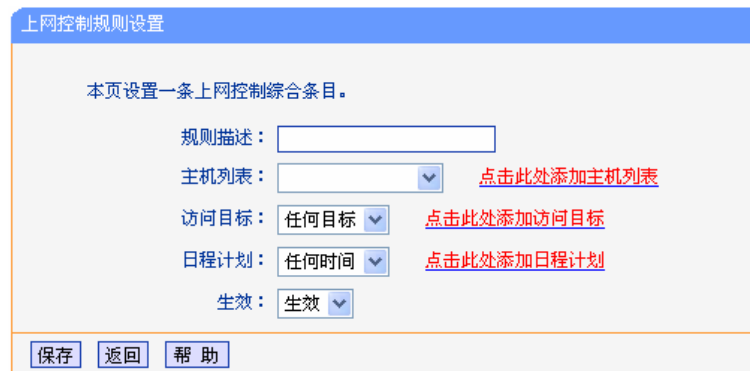 上网控制规则设置
本页设置一条上网控制综合条目。
规则描述：
主机列表： 点击此处添加主机列表
访问目标： 任何目标 点击此处添加访问目标
日程计划： 任何时间 点击此处添加日程计划
生效： 生效
保存 返回 帮 助